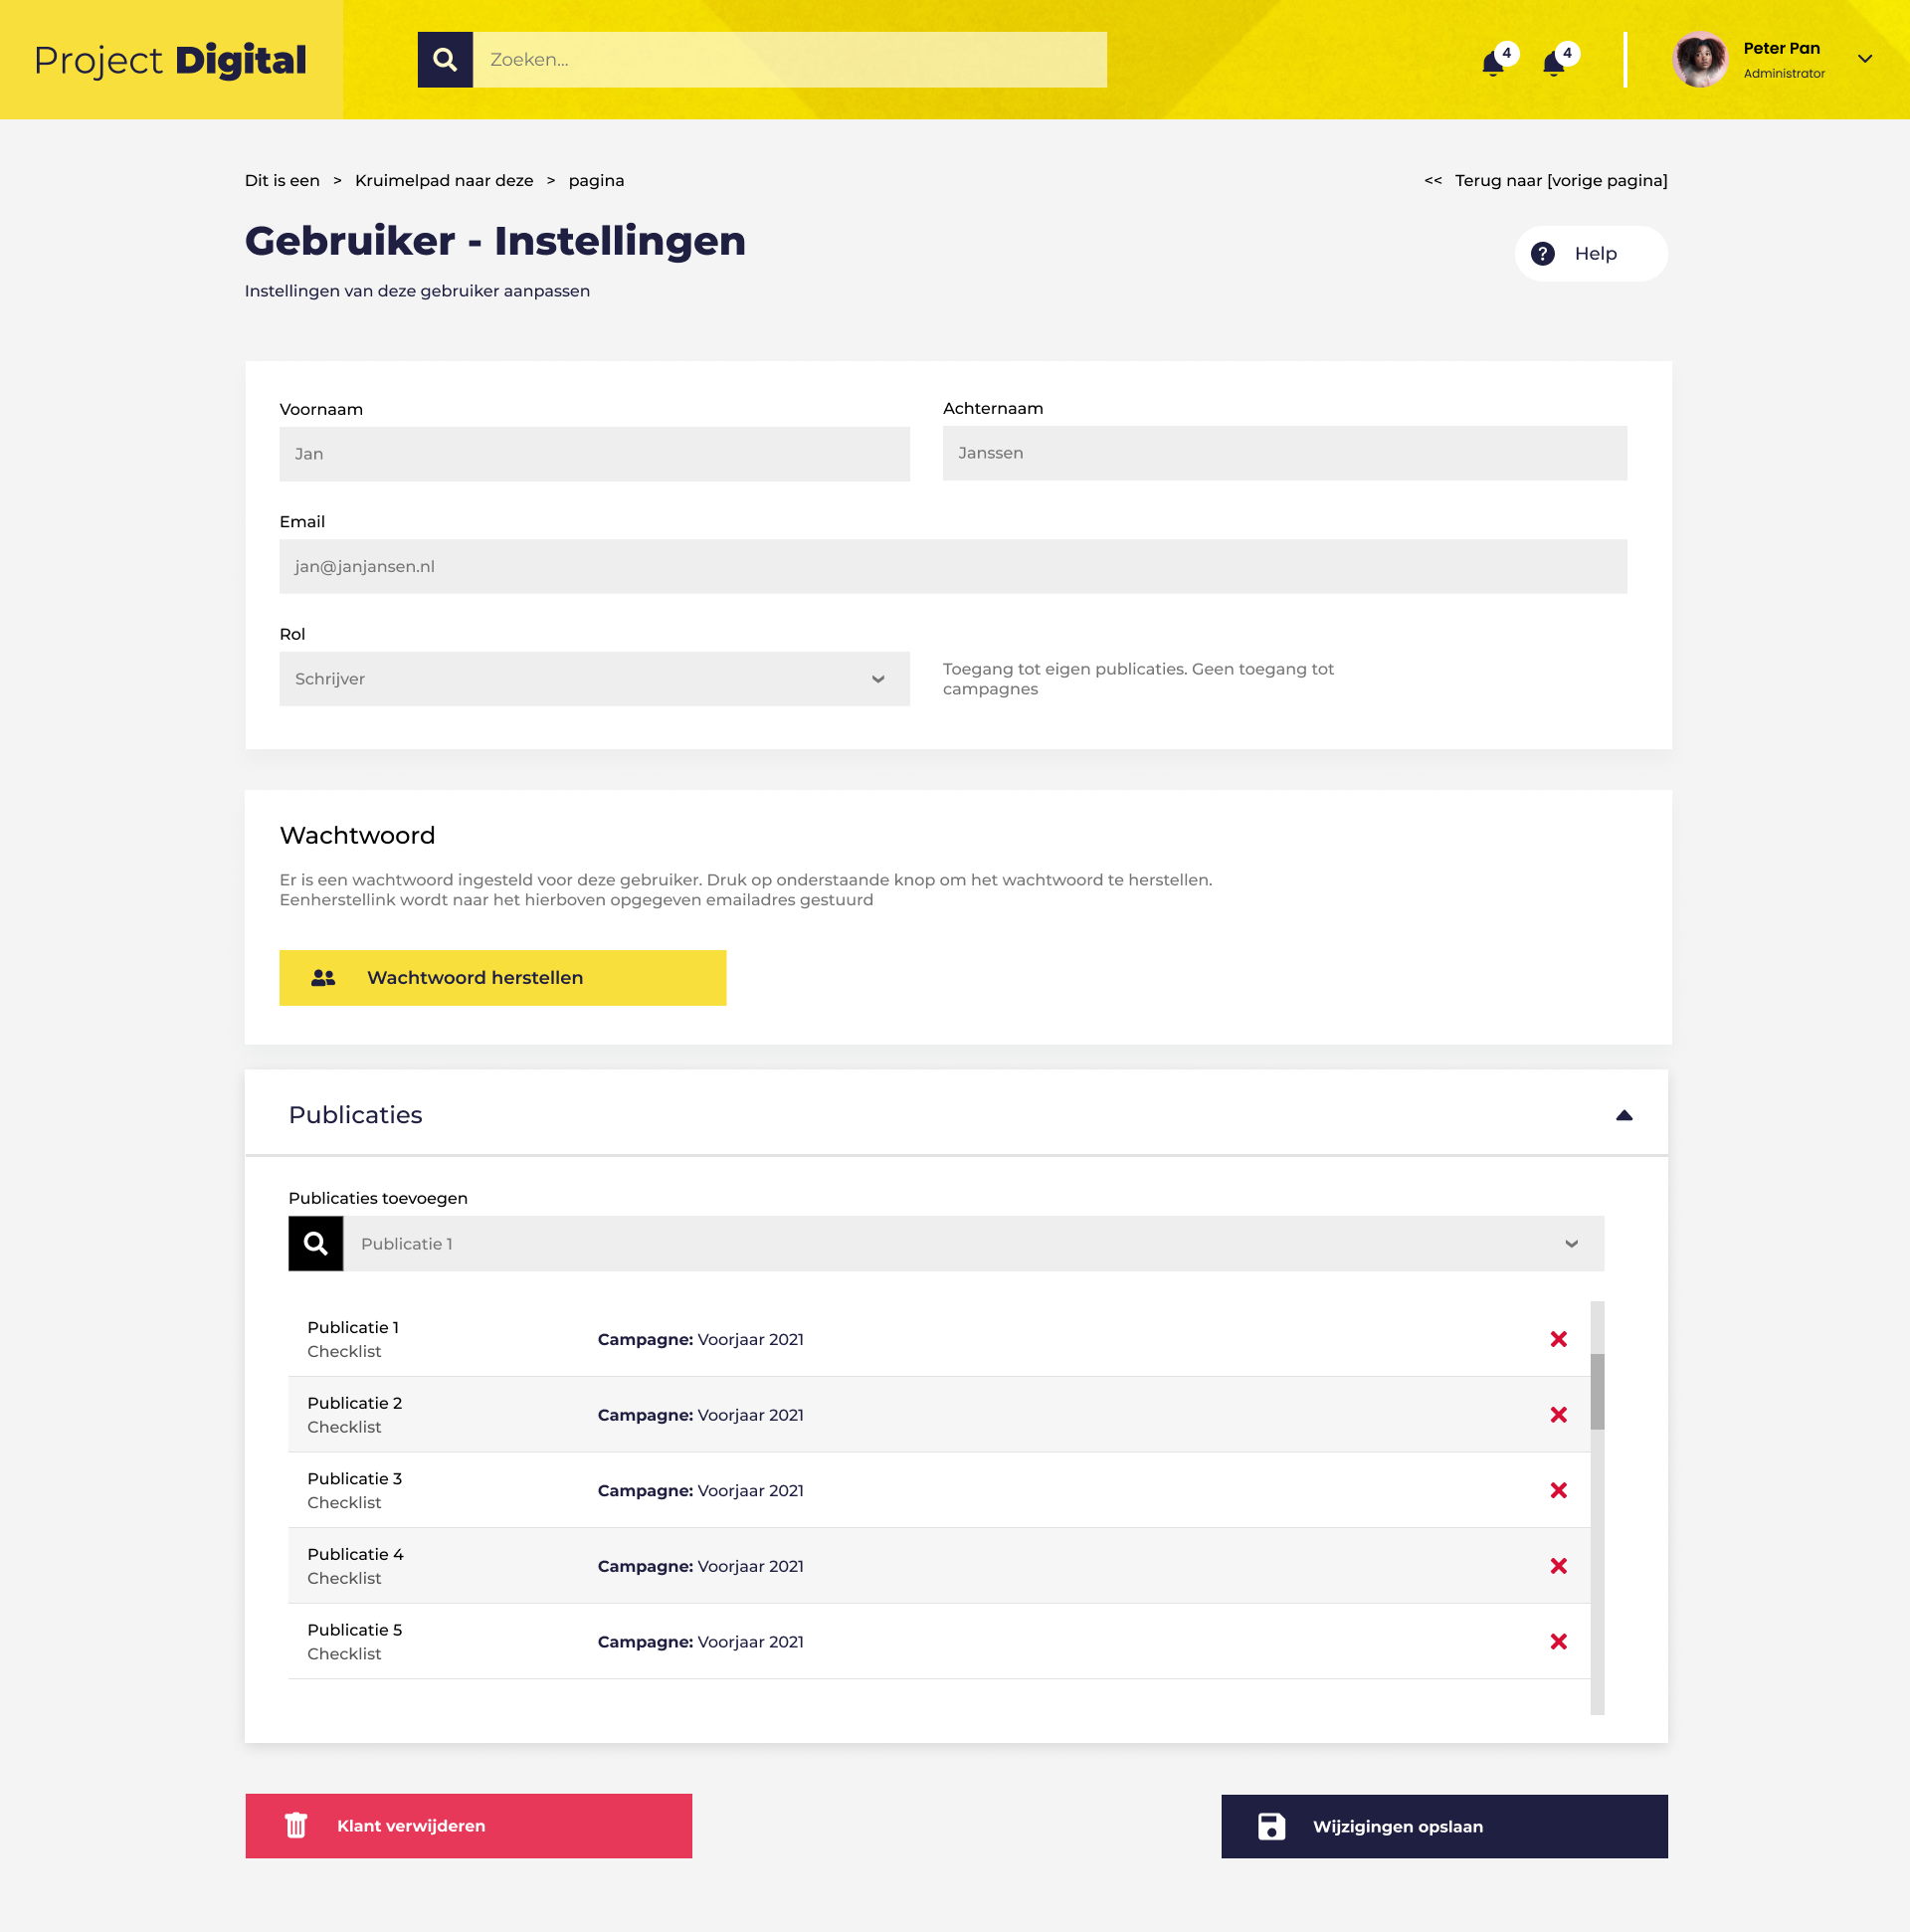 Project Digital
Zoeken...
4
4
Peter Pan
Administrator
Dit is een > Kruimelpad naar deze > pagina
<< Terug naar [vorige pagina]
Gebruiker - Instellingen
? Help
Instellingen van deze gebruiker aanpassen
Voornaam
Achternaam
Jan
Janssen
Email
jan@janjansen.nl
Rol
Schrijver
Toegang tot eigen publicaties. Geen toegang tot
campagnes
Wachtwoord
Er is een wachtwoord ingesteld voor deze gebruiker. Druk op onderstaande knop om het wachtwoord te herstellen.
Eenherstellink wordt naar het hierboven opgegeven emailadres gestuurd
Wachtwoord herstellen
Publicaties
Publicaties toevoegen
Publicatie 1
Publicatie 1
Checklist
Campagne: Voorjaar 2021
Publicatie 2
Checklist
Campagne: Voorjaar 2021
Publicatie 3
Checklist
Campagne: Voorjaar 2021
Publicatie 4
Checklist
Campagne: Voorjaar 2021
Publicatie 5
Checklist
Campagne: Voorjaar 2021
Klant verwijderen
Wijzigingen opslaan